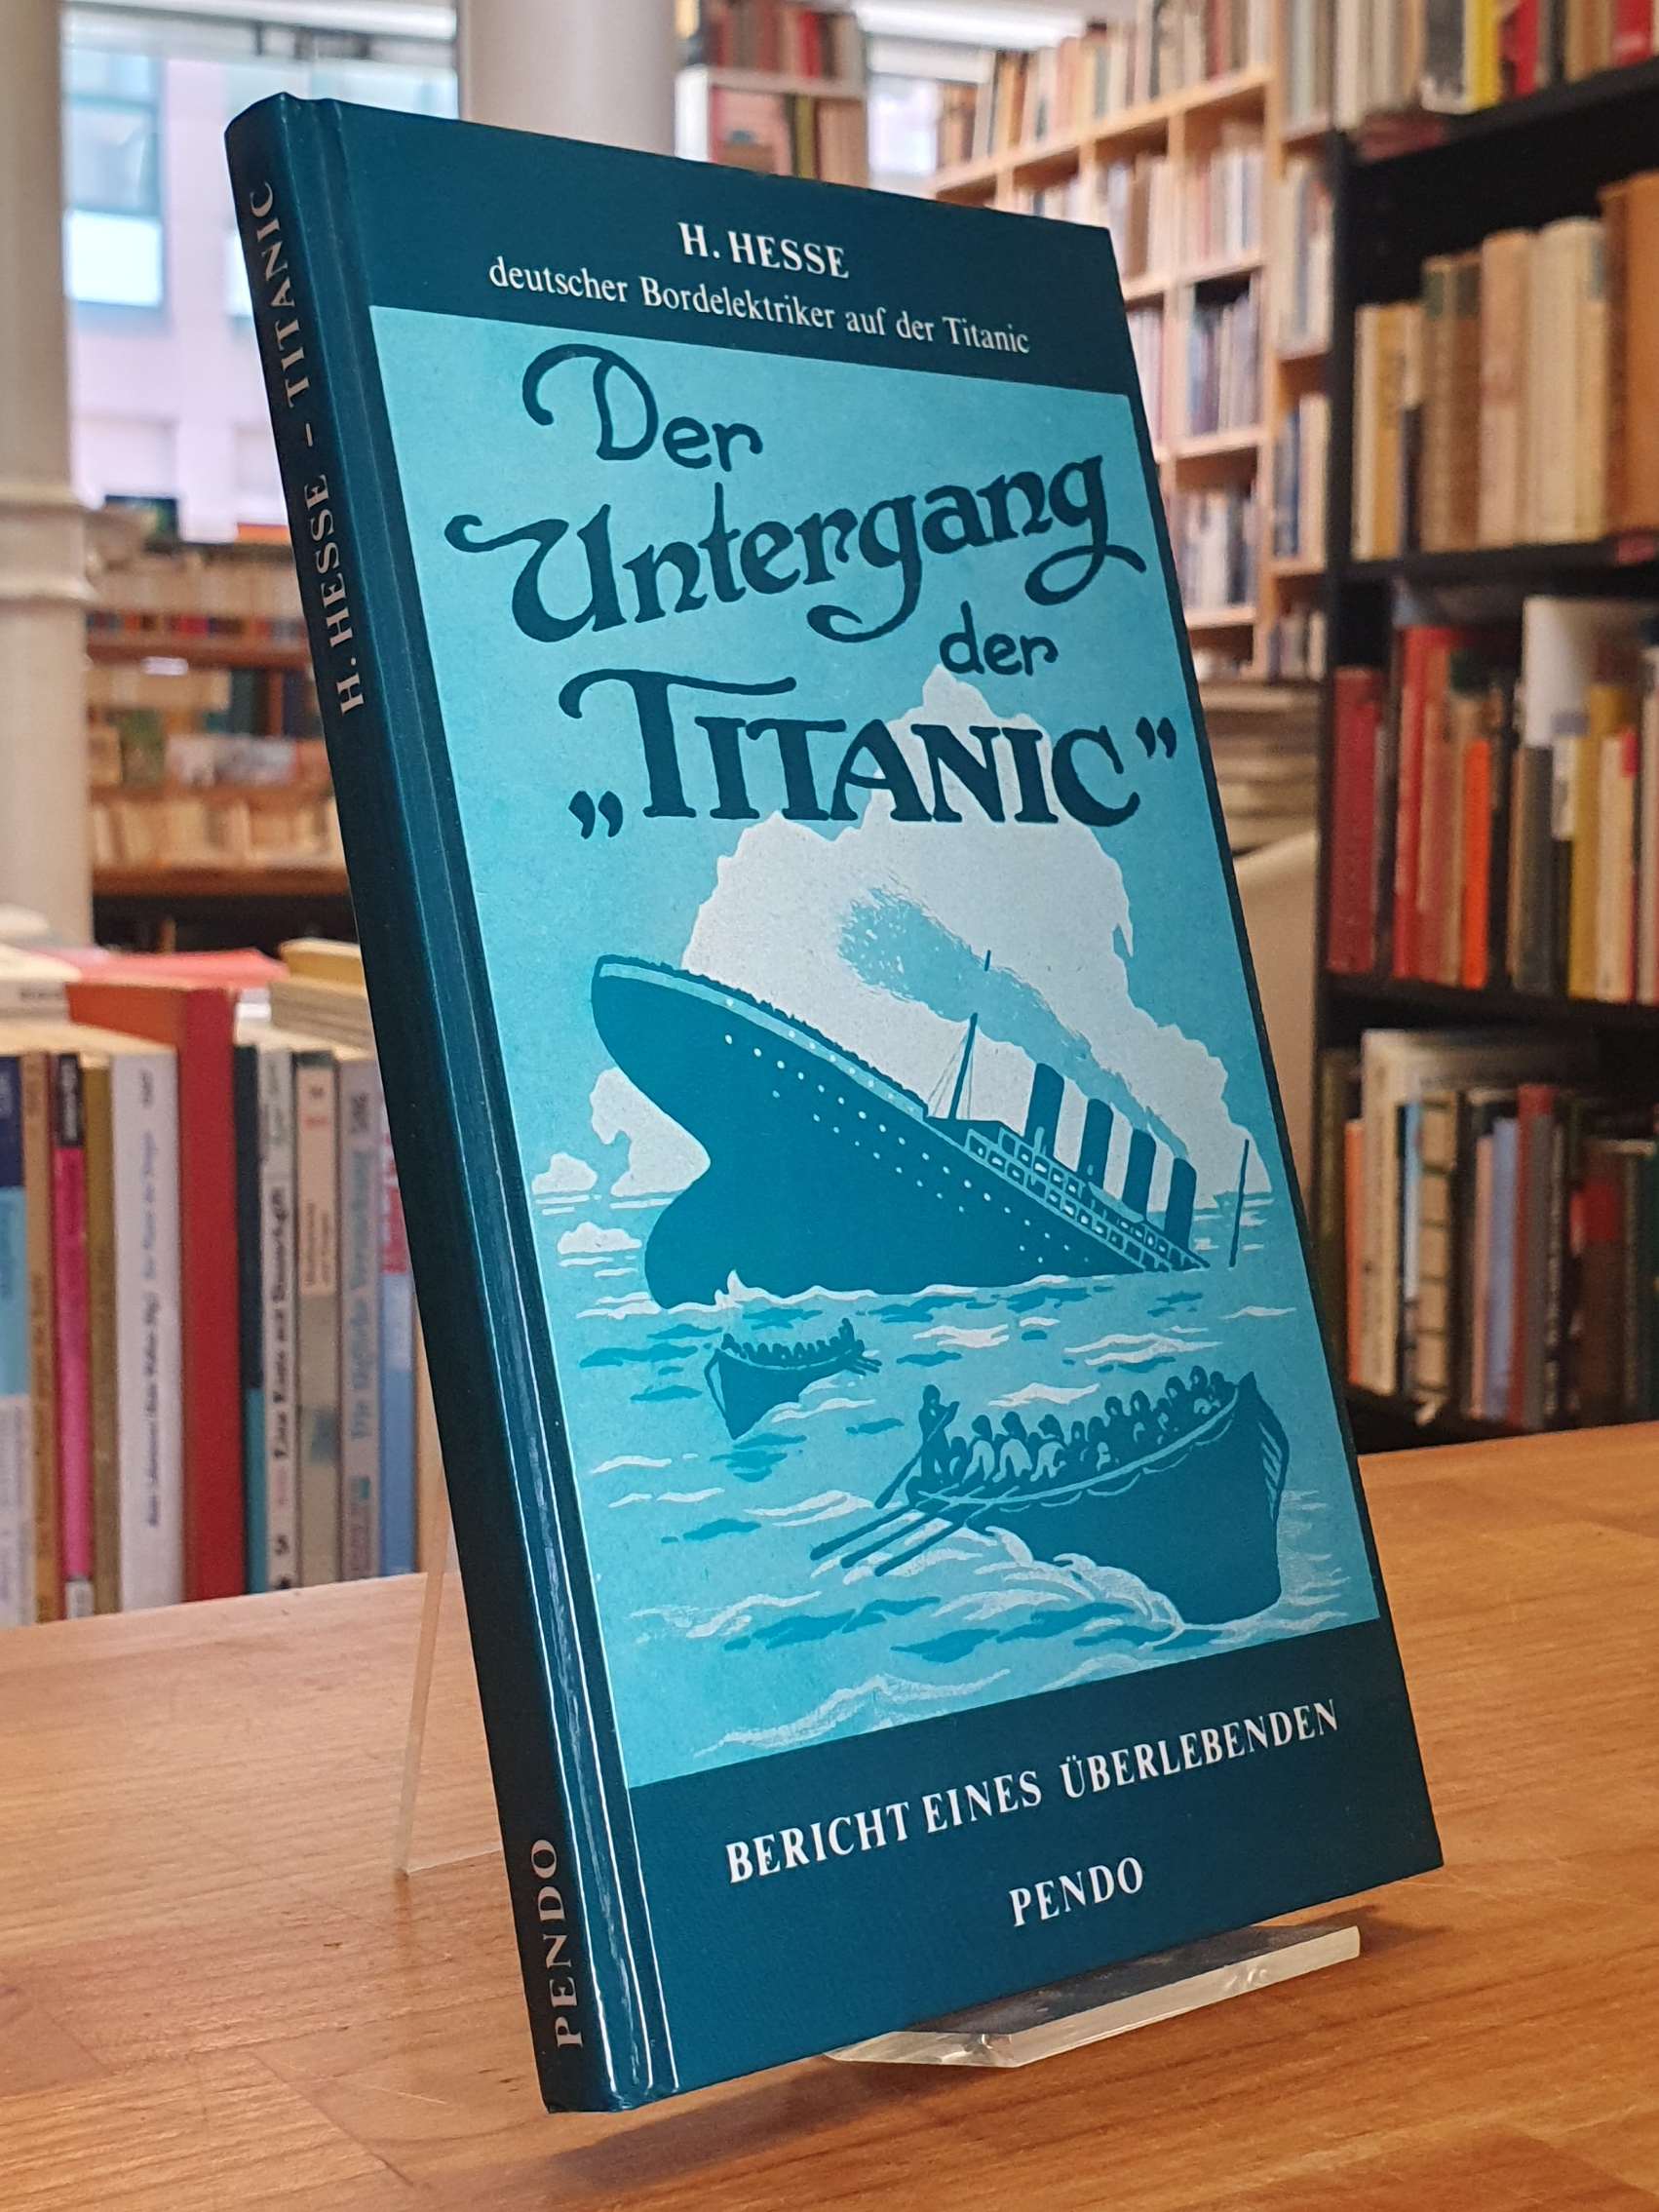 H. HESSE
deutscher Bordelektriker auf der Titanic
Der
Untergang
der
„TITANIC”
BERICHT EINES ÜBERLEBENDEN
PENDO
H. HESSE - TITANIC
PENDO